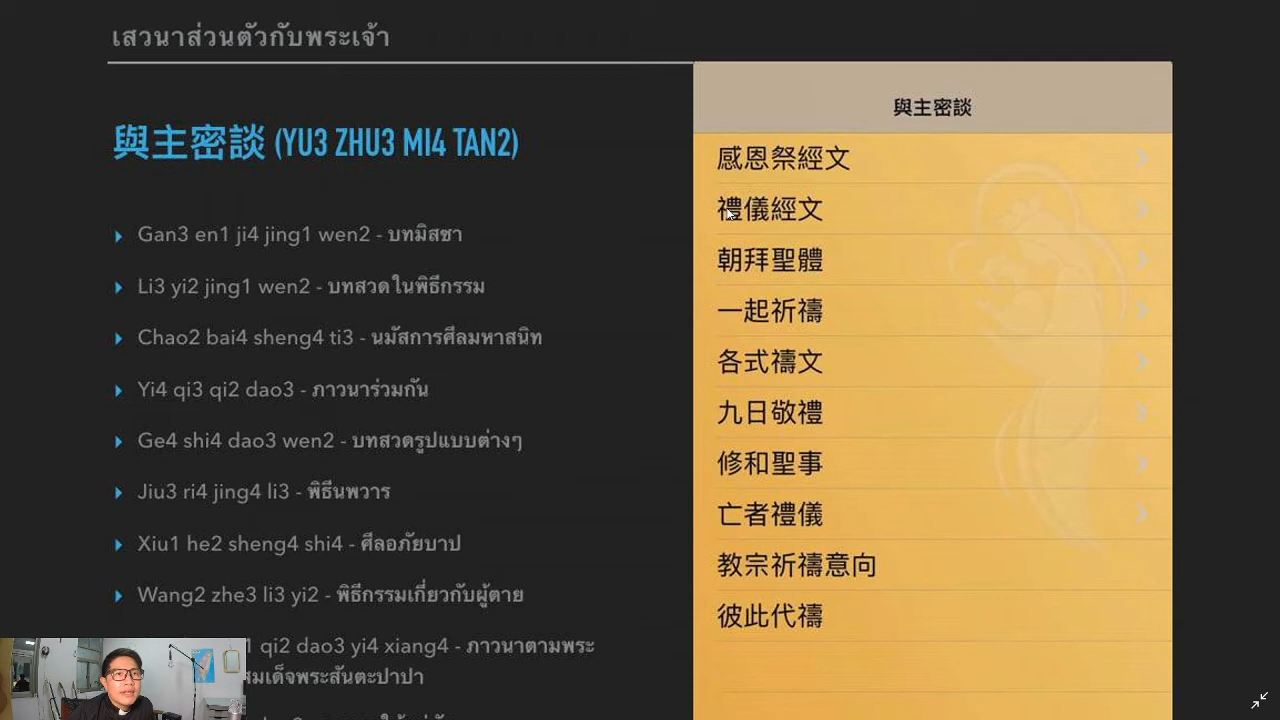 เสวนาส่วนตัวกับพระเจ้า
與主密談 (YU3 ZHU3 MI4 TAN2)
Gan3 en1 ji4 jing1 wen2 - บทมิสซา
Li3 yi2 jing1 wen2 - บทสวดในพิธีกรรม
Chao2 bai4 sheng4 ti3 - นมัสการศีลมหาสนิท
Yi4 qi3 qi2 dao3 - ภาวนาร่วมกัน
Ge4 shi4 dao3 wen2 - บทสวดรูปแบบต่างๆ
Jiu3 ri4 jing4 li3 - พิธีนพวาร
Xiu1 he2 sheng4 shi4 - ศีลอภัยบาป
Wang2 zhe3 li3 yi2 - พิธีกรรมเกี่ยวกับผู้ตาย
qi2 dao3 yi4 xiang4 - ภาวนาตามพระ
สมเด็จพระสันตะปาปา
與主密談
感恩祭經文
禮儀經文
朝拜聖體
一起祈禱
各式禱文
九日敬禮
修和聖事
亡者禮儀
教宗祈禱意向
彼此代禱